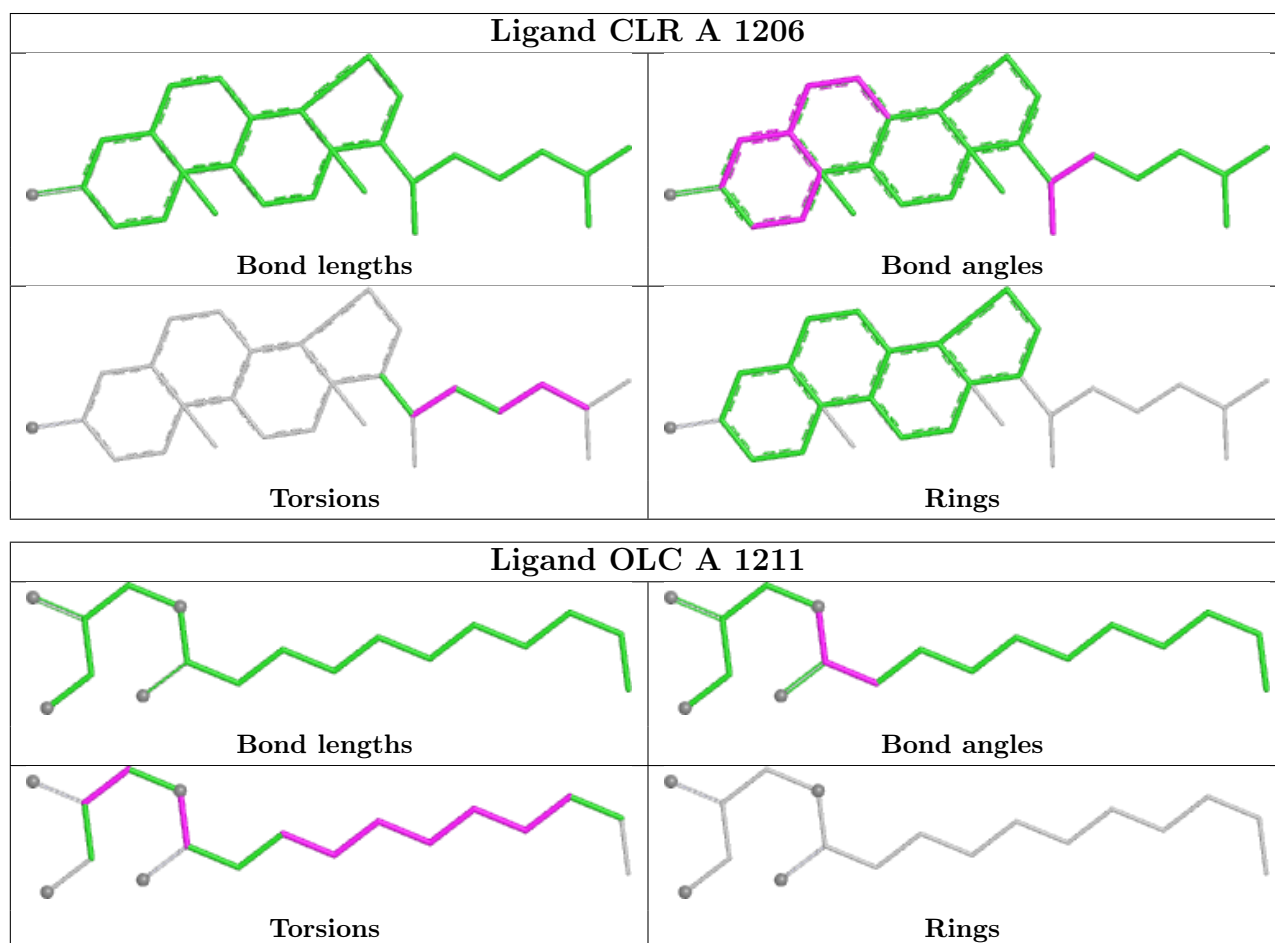 Ligand CLR A 1206
Bond lengths
Bond angles
Torsions
Rings
Ligand OLC A 1211
Bond lengths
Bond angles
Torsions
Rings